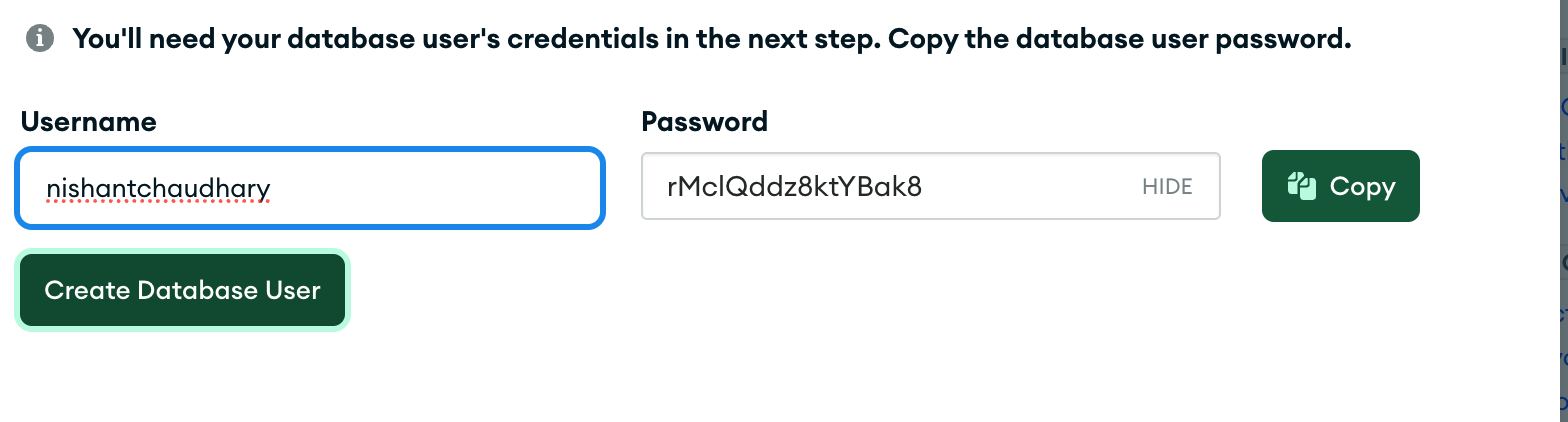 You'll need your database user's credentials in the next step. Copy the database user password.
Username
Password
nishantchaudhary
rMclQddz8ktYBak8
HIDE
Copy
Create Database User